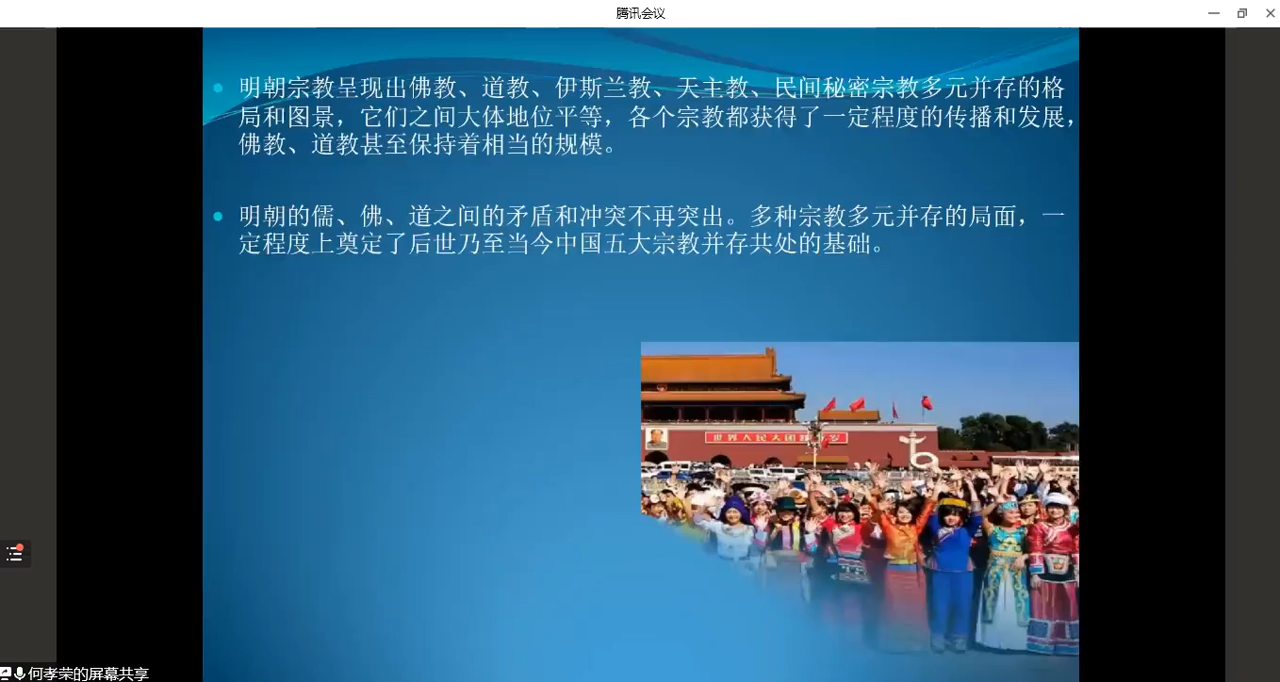 腾讯会议
明朝宗教呈现出佛教、道教、伊斯兰教、天主教、民间秘密宗教多元并存的格
局和图景，它们之间大体地位平等，各个宗教都获得了一定程度的传播和发展，
佛教、道教甚至保持着相当的规模。
明朝的儒、佛、道之间的矛盾和冲突不再突出。多种宗教多元并存的局面，一
定程度上奠定了后世乃至当今中国五大宗教并存共处的基础。
世界人民大团
何孝荣的屏幕共享